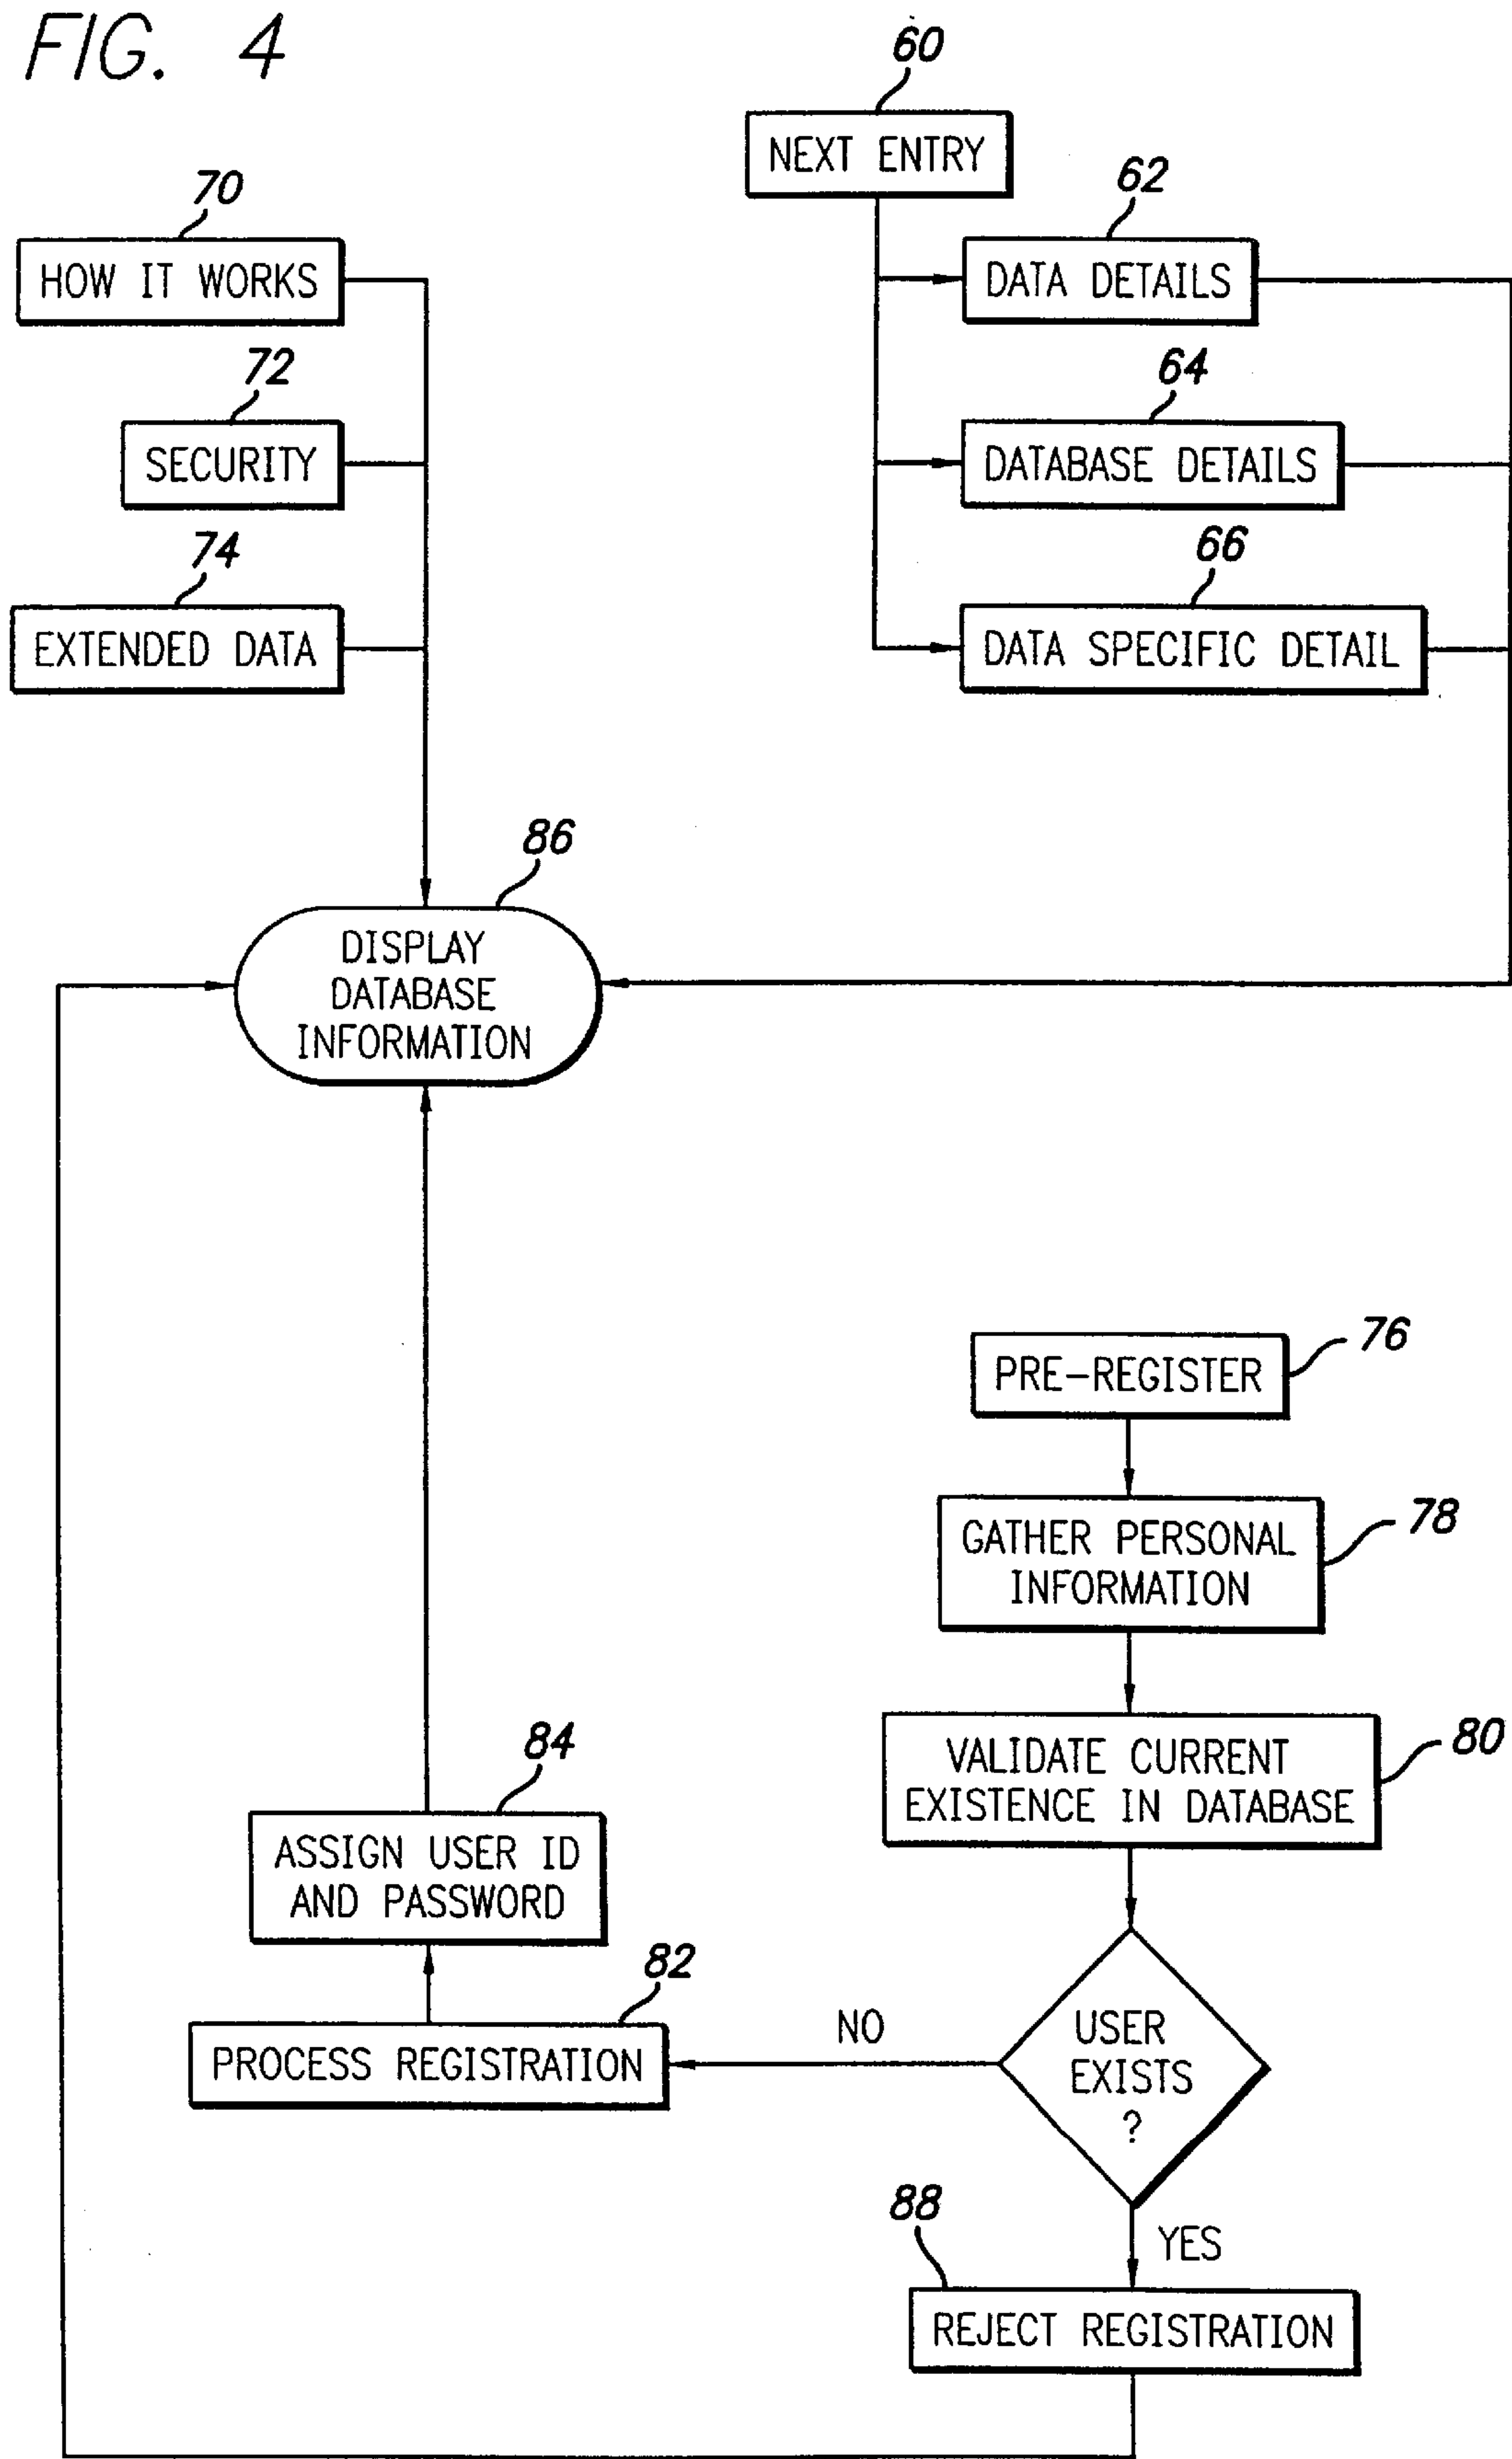 FIG. 4
60
NEXT ENTRY
70
HOW IT WORKS
62
DATA DETAILS
72
SECURITY
64
DATABASE DETAILS
74
EXTENDED DATA
66
DATA SPECIFIC DETAIL
86
DISPLAY
DATABASE
INFORMATION
76
PRE-REGISTER
78
GATHER PERSONAL
INFORMATION
80
VALIDATE CURRENT
EXISTENCE IN DATABASE
84
ASSIGN USER ID
AND PASSWORD
82
PROCESS REGISTRATION
NO
USER
EXISTS
?
YES
88
REJECT REGISTRATION